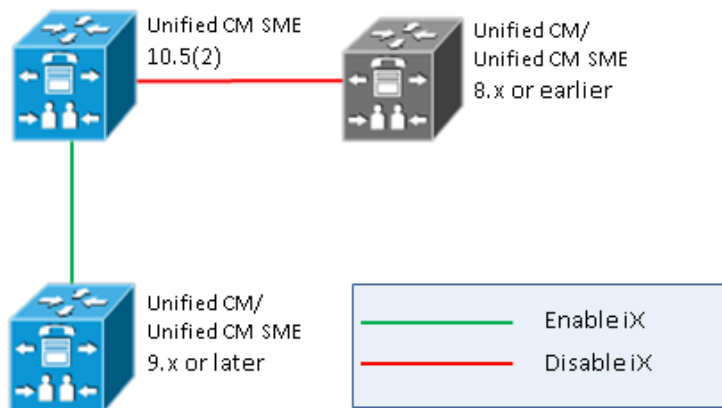 Unified CM SME
10.5(2)
Unified CM/
Unified CM SME
8.x or earlier
Unified CM/
Unified CM SME
9.x or later
Enable iX
Disable iX